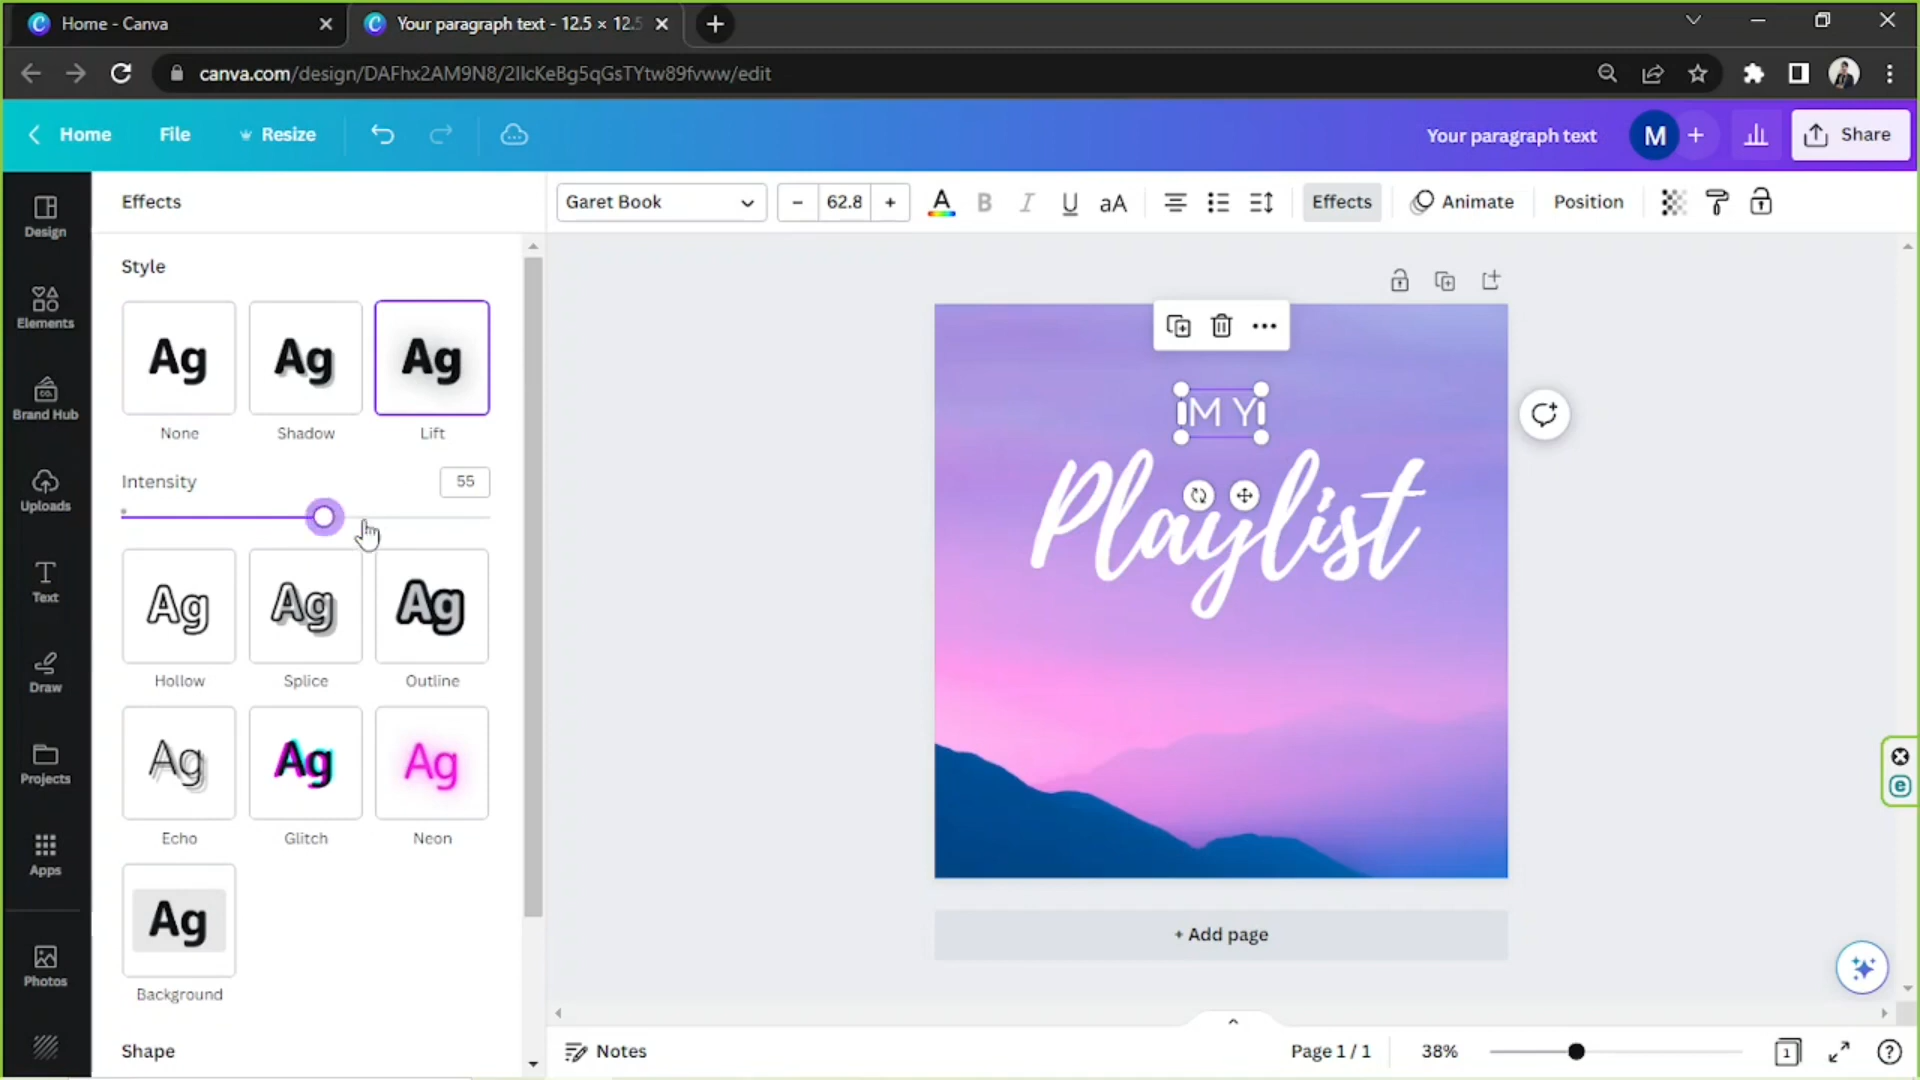 Home - Canva
Your paragraph text - 12.5 × 12.5
canva.com/design/DAFhx2AM9N8/2IlcKeBg5qGsTYtw89fvww/edit
Home File Resize Your paragraph text M + Share
Effects
Garet Book - 62.8 + A B I U aA Effects Animate Position
Design
Elements
Brand Hub
Uploads
Text
Draw
Projects
Apps
Photos
Style
Ag Ag Ag
None Shadow Lift
Intensity 55
Ag Ag Ag
Hollow Splice Outline
Ag Ag Ag
Echo Glitch Neon
Ag
Background
Shape
MY
Playlist
+ Add page
Notes Page 1 / 1 38% 1